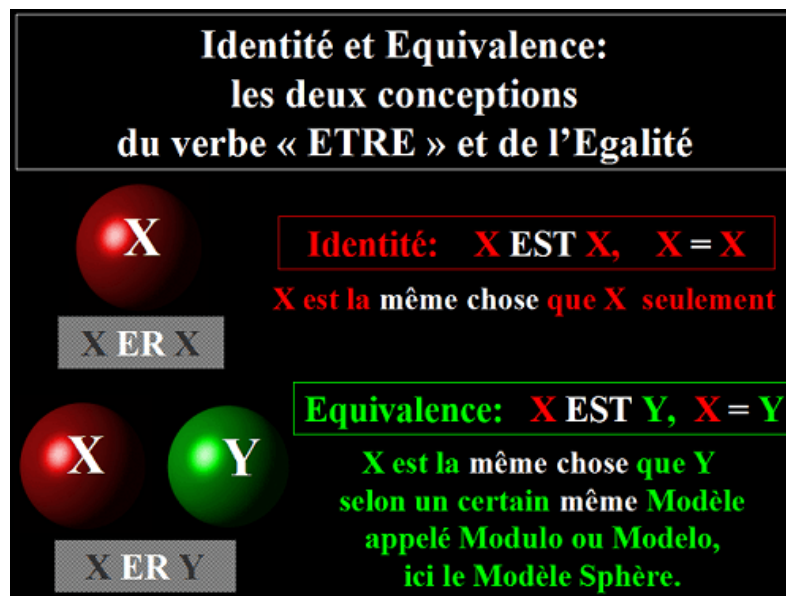 Identité et Equivalence:
les deux conceptions
du verbe « ETRE » et de l’Egalité
X
Identité: X EST X, X = X
X est la même chose que X seulement
X ER X
Equivalence: X EST Y, X = Y
X Y
X est la même chose que Y
selon un certain même Modèle
appelé Modulo ou Modelo,
ici le Modèle Sphère.
X ER Y